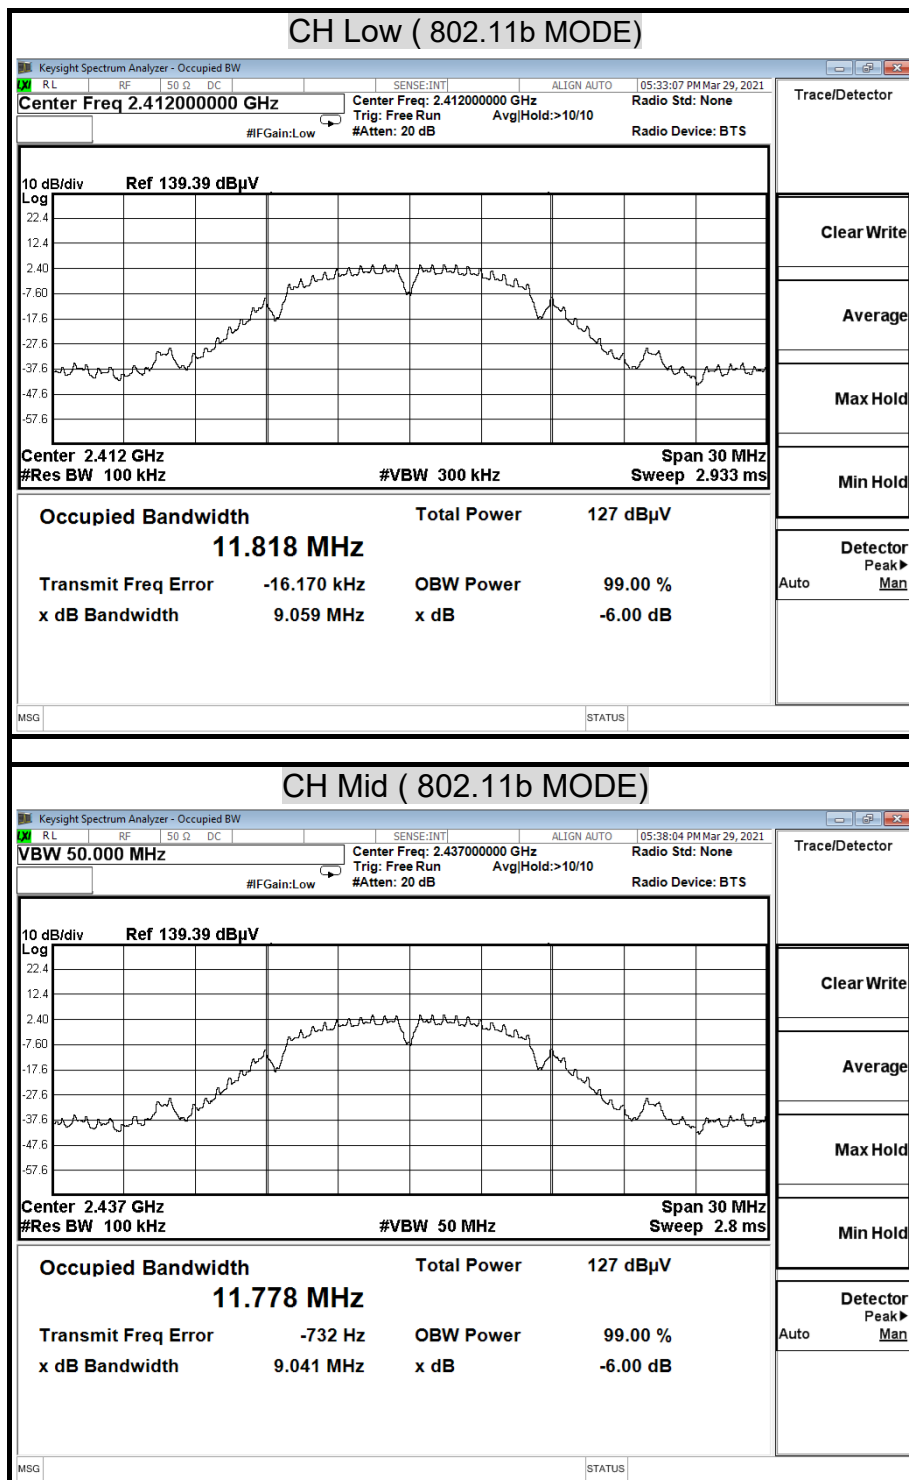 CH Low ( 802.11b MODE)
Keysight Spectrum Analyzer - Occupied BW
LXI RL RF 50 Ω DC SENSE:INT ALIGN AUTO 05:33:07 PM Mar 29, 2021
Center Freq 2.412000000 GHz Center Freq: 2.412000000 GHz Radio Std: None Trace/Detector
Trig: Free Run Avg|Hold:>10/10
#IFGain:Low #Atten: 20 dB Radio Device: BTS
10 dB/div Ref 139.39 dBµV
Log
22.4
12.4
2.40
-7.60
-17.6
-27.6
-37.6
-47.6
-57.6
Center 2.412 GHz Span 30 MHz
#Res BW 100 kHz #VBW 300 kHz Sweep 2.933 ms
Clear Write
Average
Max Hold
Min Hold
Detector
Peak▶
Auto Man
Occupied Bandwidth Total Power 127 dBµV
11.818 MHz
Transmit Freq Error -16.170 kHz OBW Power 99.00 %
x dB Bandwidth 9.059 MHz x dB -6.00 dB
MSG STATUS
CH Mid ( 802.11b MODE)
Keysight Spectrum Analyzer - Occupied BW
LXI RL RF 50 Ω DC SENSE:INT ALIGN AUTO 05:38:04 PM Mar 29, 2021
VBW 50.000 MHz Center Freq: 2.437000000 GHz Radio Std: None Trace/Detector
Trig: Free Run Avg|Hold:>10/10
#IFGain:Low #Atten: 20 dB Radio Device: BTS
10 dB/div Ref 139.39 dBµV
Log
22.4
12.4
2.40
-7.60
-17.6
-27.6
-37.6
-47.6
-57.6
Center 2.437 GHz Span 30 MHz
#Res BW 100 kHz #VBW 50 MHz Sweep 2.8 ms
Clear Write
Average
Max Hold
Min Hold
Detector
Peak▶
Auto Man
Occupied Bandwidth Total Power 127 dBµV
11.778 MHz
Transmit Freq Error -732 Hz OBW Power 99.00 %
x dB Bandwidth 9.041 MHz x dB -6.00 dB
MSG STATUS